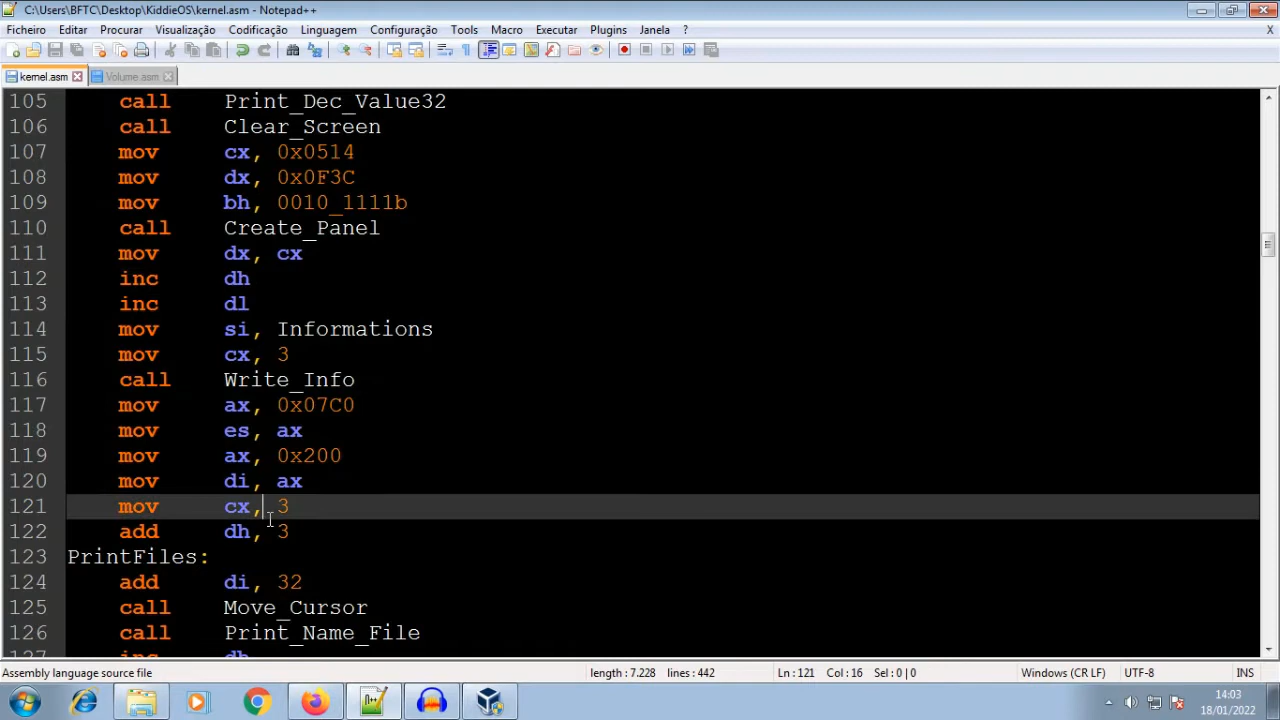 C:\Users\BFTC\Desktop\KiddieOS\kernel.asm - Notepad++
Ficheiro Editar Procurar Visualização Codificação Linguagem Configuração Tools Macro Executar Plugins Janela ? X
kernel.asm Volume.asm
105 call Print_Dec_Value32
106 call Clear_Screen
107 mov cx, 0x0514
108 mov dx, 0x0F3C
109 mov bh, 0010_1111b
110 call Create_Panel
111 mov dx, cx
112 inc dh
113 inc dl
114 mov si, Informations
115 mov cx, 3
116 call Write_Info
117 mov ax, 0x07C0
118 mov es, ax
119 mov ax, 0x200
120 mov di, ax
121 mov cx, 3
122 add dh, 3
123 PrintFiles:
124 add di, 32
125 call Move_Cursor
126 call Print_Name_File
127 inc dh
Assembly language source file length : 7.228 lines : 442 Ln : 121 Col : 16 Sel : 0 | 0 Windows (CR LF) UTF-8 INS
14:03
18/01/2022